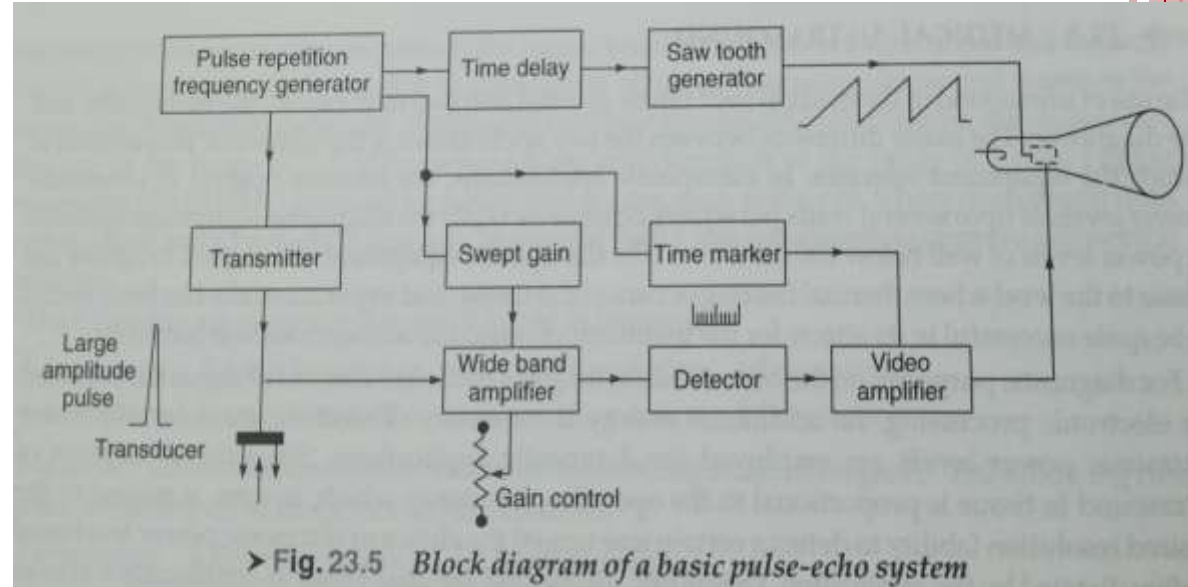 Pulse repetition
frequency generator
Time delay
Saw tooth
generator
Transmitter
Swept gain
Time marker
Large
amplitude
pulse
Transducer
Wide band
amplifier
Detector
Video
amplifier
Gain control
➤ Fig. 23.5 Block diagram of a basic pulse-echo system